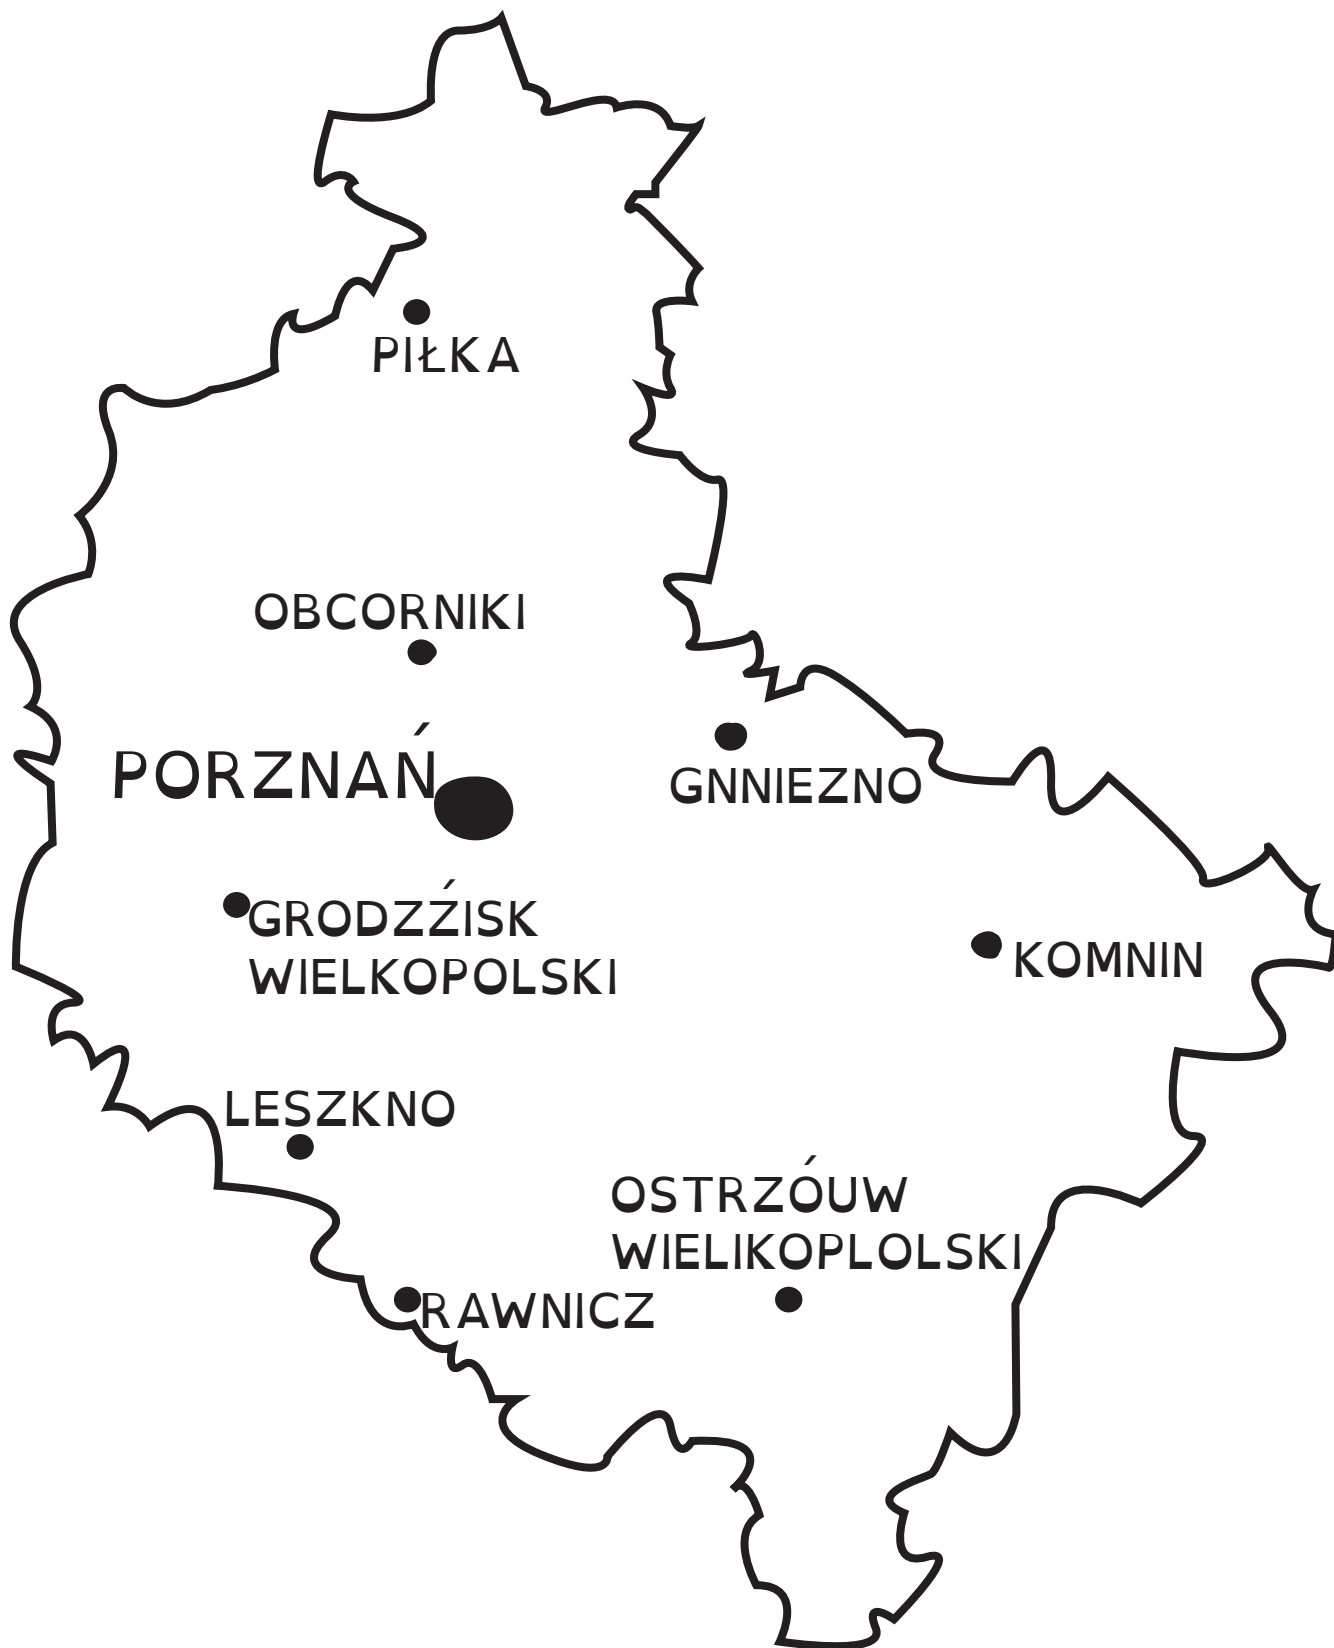 PIŁKA
OBCORNIKI
PORZNAŃ
GNNIEZNO
GRODZŹISK
WIELKOPOLSKI
KOMNIN
LESZKNO
OSTRZÓUW
WIELIKOPLOLSKI
RAWNICZ